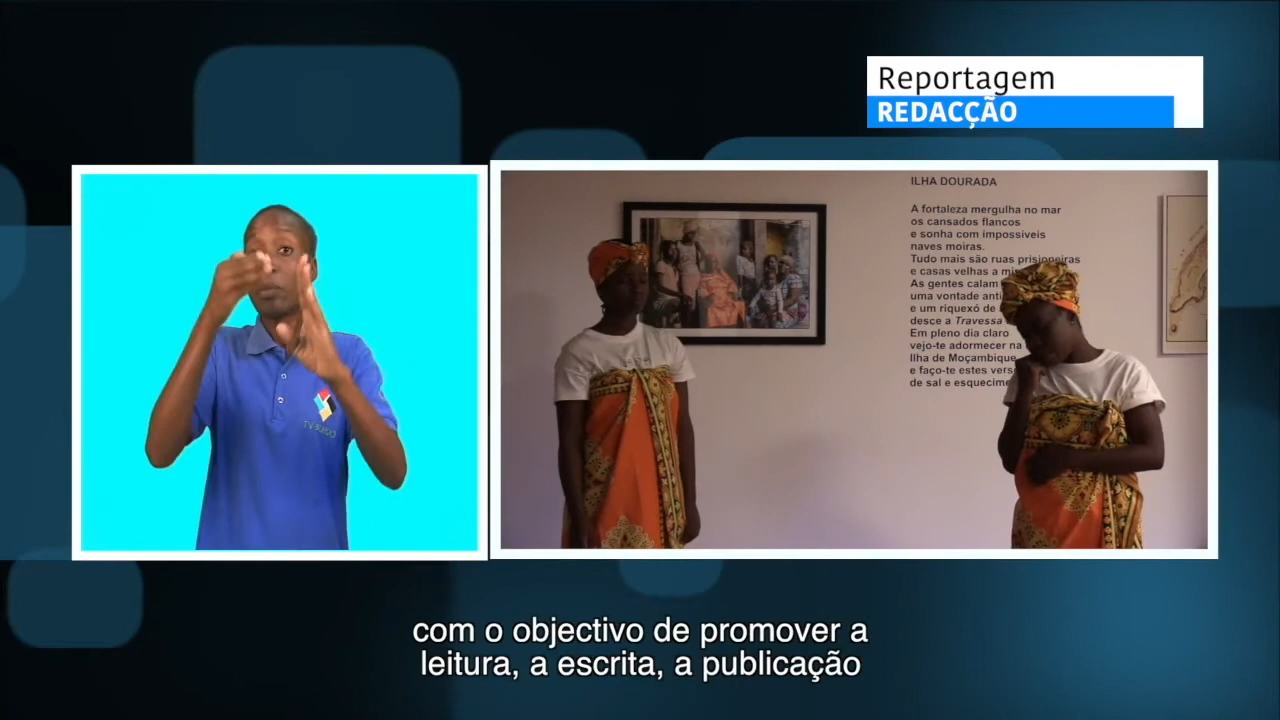 Reportagem
REDACÇÃO
ILHA DOURADA
A fortaleza mergulha no mar
os cansados flancos
e sonha com impossíveis
naves moiras.
Tudo mais são ruas prisioneiras
e casas velhas a
As gentes calam
uma vontade
e um riquexó de
desce a Travessa
Em pleno dia claro
vejo-te adormecer na
Ilha de Moçambique
e faço-te estes
de sal e
com o objectivo de promover a
leitura, a escrita, a publicação